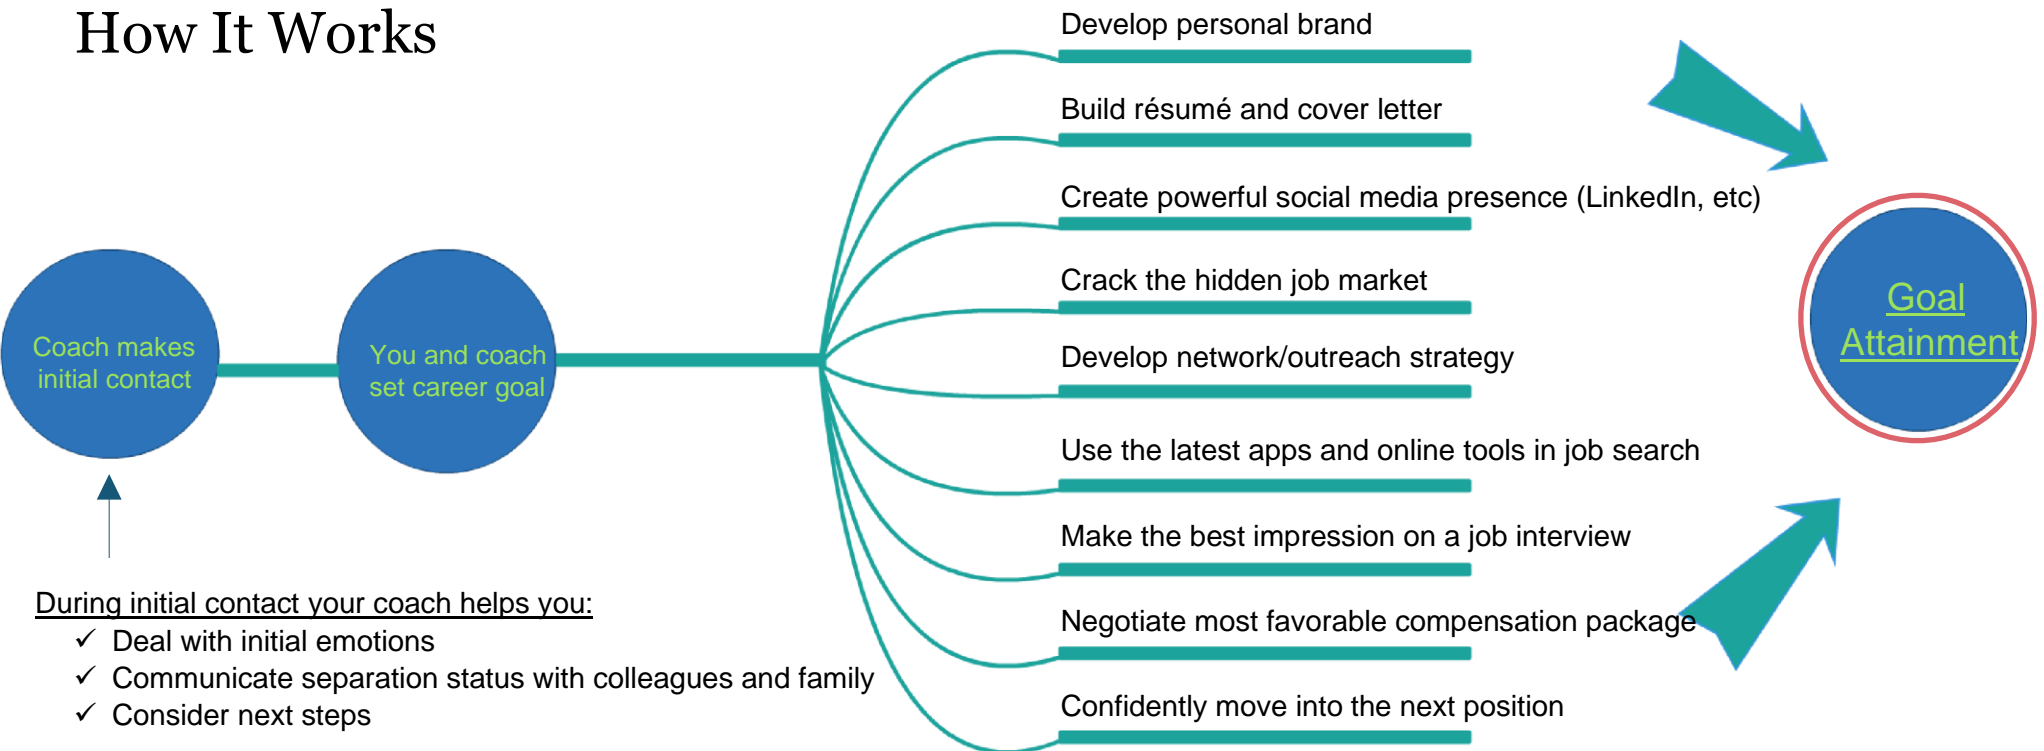 How It Works
Coach makes
initial contact
You and coach
set career goal
During initial contact your coach helps you:
✓ Deal with initial emotions
✓ Communicate separation status with colleagues and family
✓ Consider next steps
Develop personal brand
Build résumé and cover letter
Create powerful social media presence (LinkedIn, etc)
Crack the hidden job market
Develop network/outreach strategy
Use the latest apps and online tools in job search
Make the best impression on a job interview
Negotiate most favorable compensation package
Confidently move into the next position
Goal
Attainment